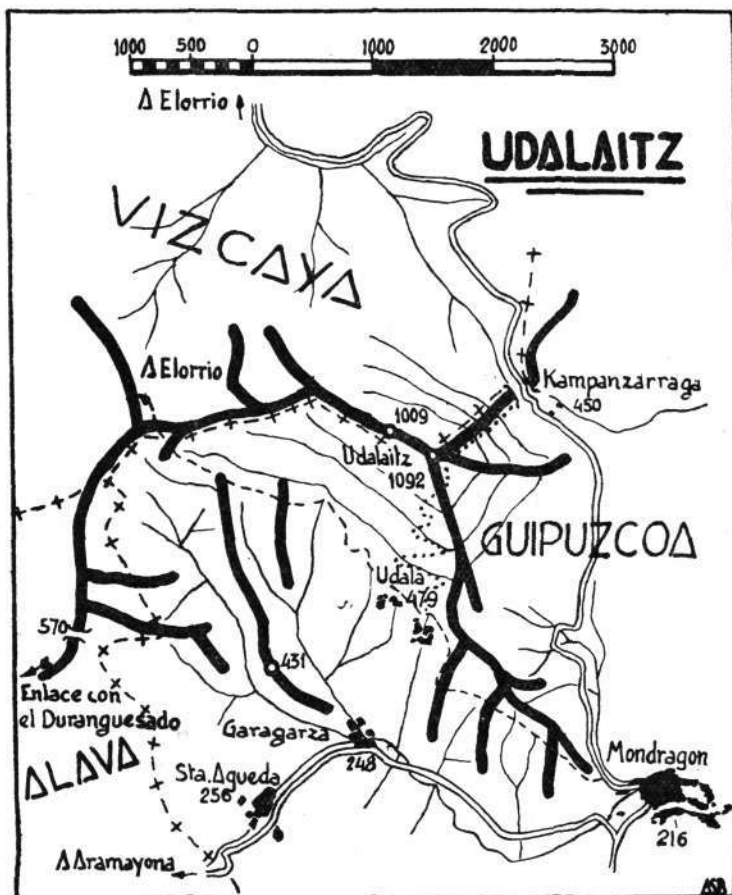 1000 500 0 1000 2000 3000
A Elorrio
UDALAITZ
VIZCAYA
A Elorrio
Kampanzarraga
450
1009
Udalaitz
1092
GUIPUZCOA
Udala
479
570
431
Enlace con
el Duranguesado
Garagarza
248
Mondragon
ALAVA
Sta. Agueda
256
216
A Aramayona
ASB